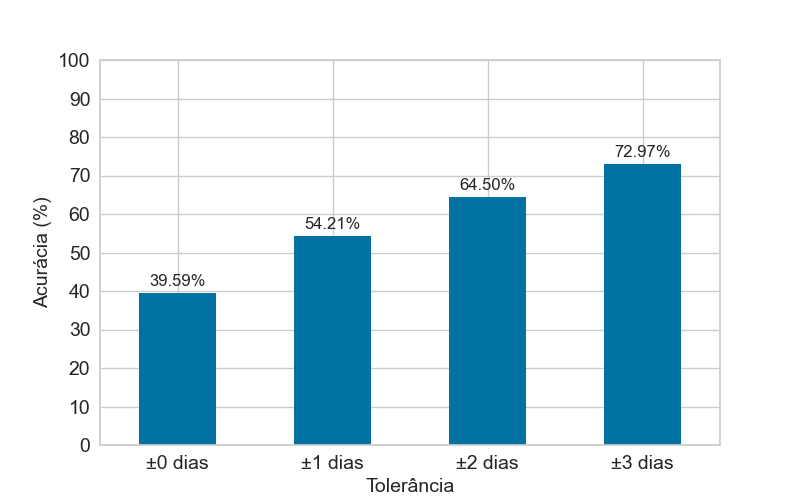 100
90
80
70
60
50
40
30
20
10
0
Acurácia (%)
39.59%
54.21%
64.50%
72.97%
±0 dias
±1 dias
±2 dias
±3 dias
Tolerância